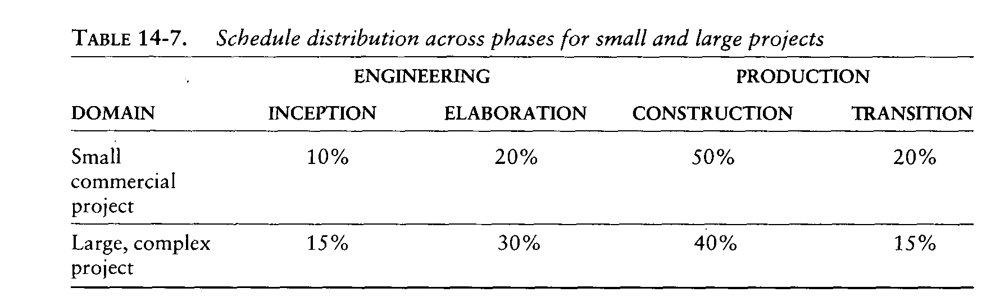 TABLE 14-7. Schedule distribution across phases for small and large projects
ENGINEERING PRODUCTION
DOMAIN INCEPTION ELABORATION CONSTRUCTION TRANSITION
Small 10% 20% 50% 20%
commercial
project
Large, complex 15% 30% 40% 15%
project